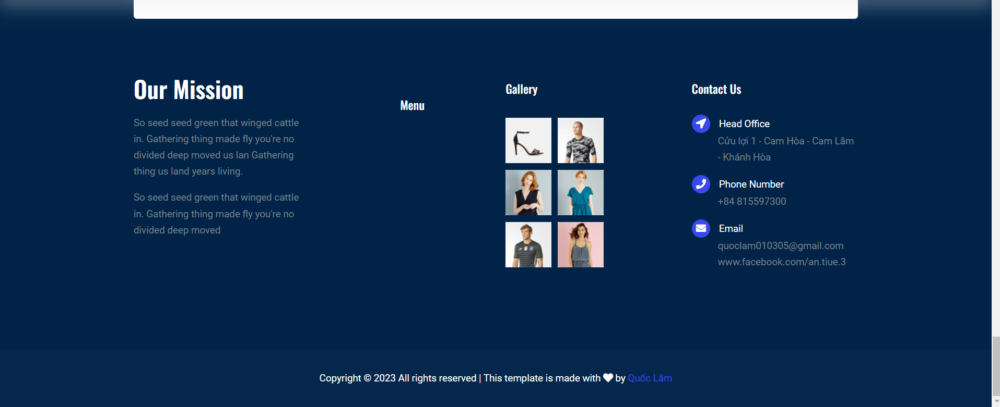 Our Mission
So seed seed green that winged cattle
in. Gathering thing made fly you're no
divided deep moved us lan Gathering
thing us land years living.
So seed seed green that winged cattle
in. Gathering thing made fly you're no
divided deep moved
Menu
Gallery
Contact Us
Head Office
Cửu lợi 1 - Cam Hòa - Cam Lâm
- Khánh Hòa
Phone Number
+84 815597300
Email
quoclam010305@gmail.com
www.facebook.com/an.tiue.3
Copyright © 2023 All rights reserved | This template is made with ♥ by Quốc Lâm